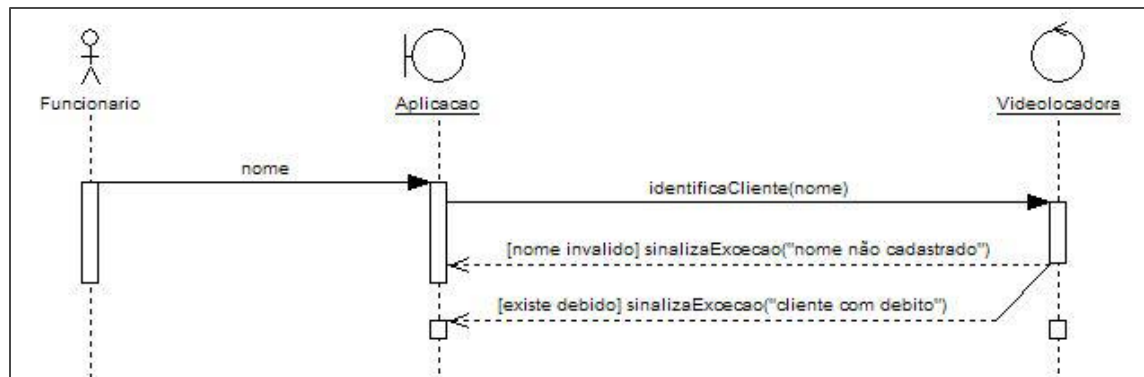 Funcionario
Aplicacao
Videolocadora
nome
identificaCliente(nome)
[nome invalido] sinalizaExcecao("nome não cadastrado")
[existe debido] sinalizaExcecao("cliente com debito")